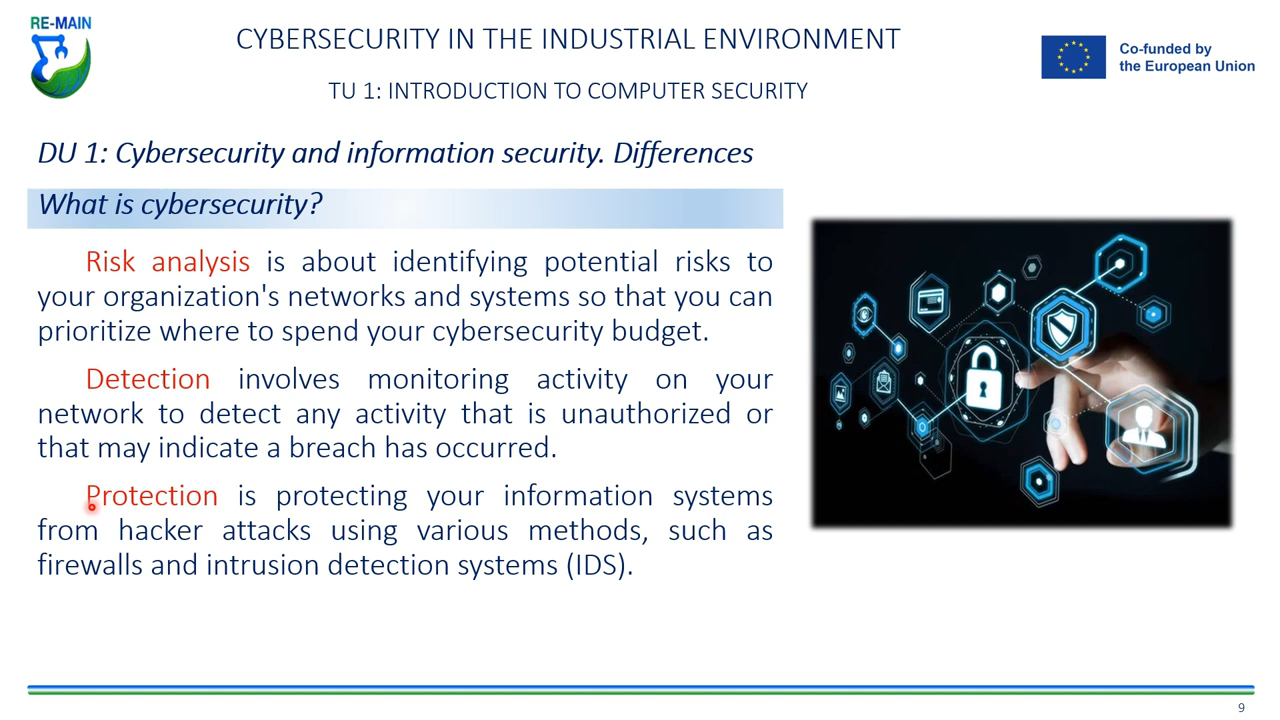 RE-MAIN
CYBERSECURITY IN THE INDUSTRIAL ENVIRONMENT
Co-funded by
the European Union
TU 1: INTRODUCTION TO COMPUTER SECURITY
DU 1: Cybersecurity and information security. Differences
What is cybersecurity?
Risk analysis is about identifying potential risks to
your organization's networks and systems so that you can
prioritize where to spend your cybersecurity budget.
Detection involves monitoring activity on your
network to detect any activity that is unauthorized or
that may indicate a breach has occurred.
Protection is protecting your information systems
from hacker attacks using various methods, such as
firewalls and intrusion detection systems (IDS).
9